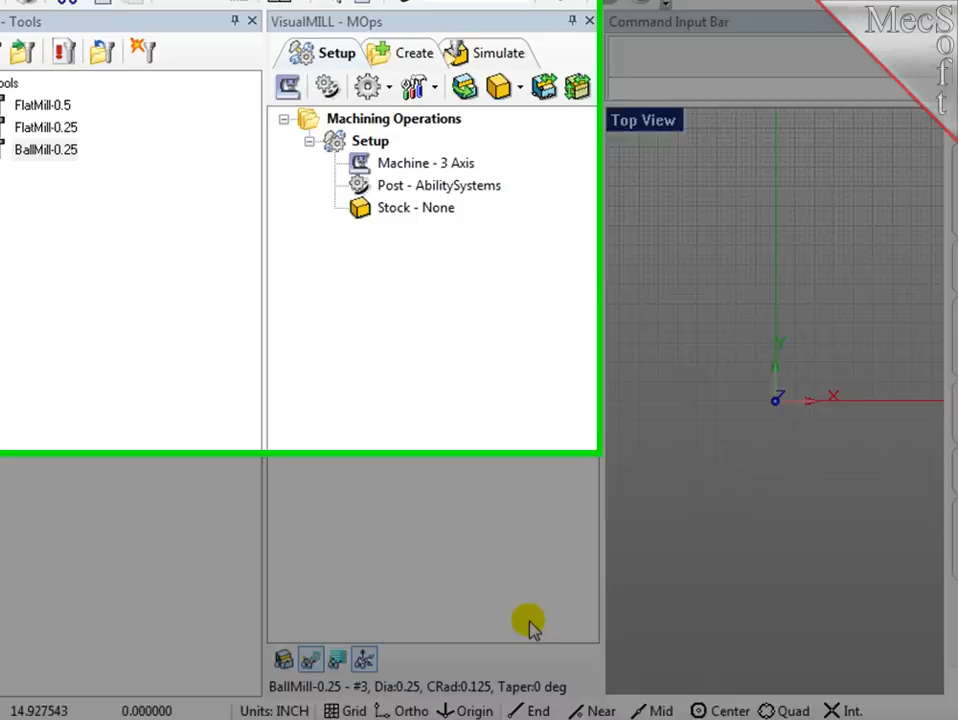 - Tools
VisualMILL - MOps
Command Input Bar
MecSoft
Setup
Create
Simulate
ools
FlatMill-0.5
FlatMill-0.25
BallMill-0.25
Machining Operations
Setup
Machine - 3 Axis
Post - AbilitySystems
Stock - None
Top View
Y
Z
X
BallMill-0.25 - #3, Dia:0.25, CRad:0.125, Taper:0 deg
14.927543 0.000000 Units: INCH Grid Ortho Origin End Near Mid Center Quad Int.